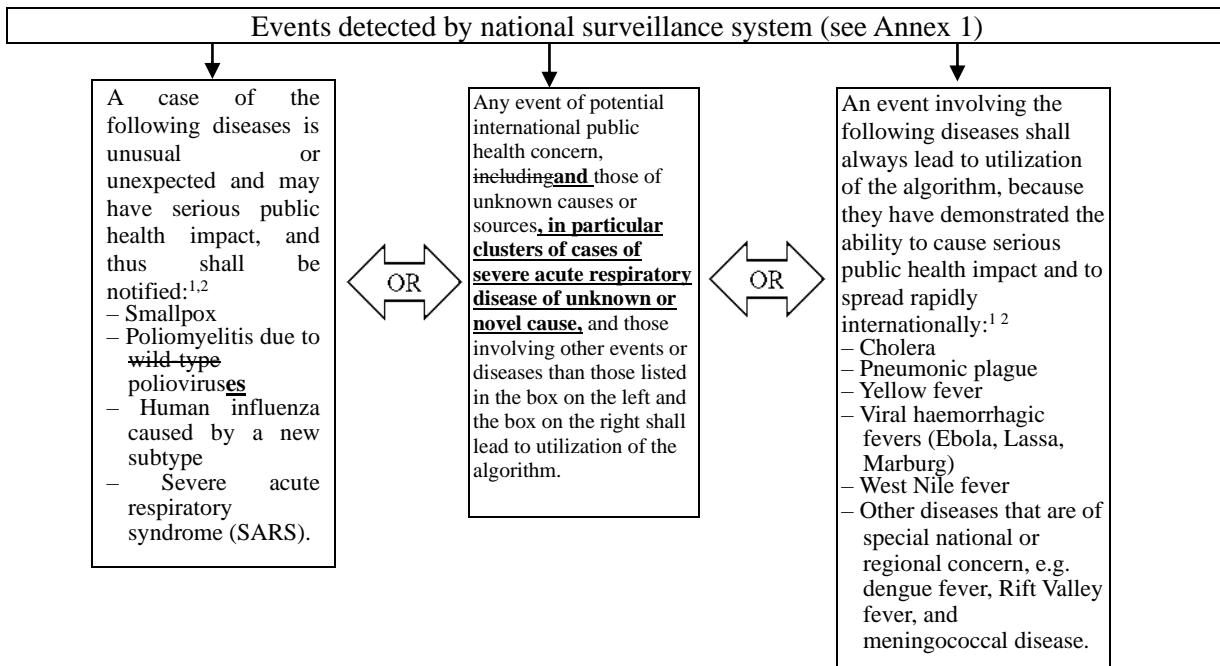 Events detected by national surveillance system (see Annex 1)
A case of the
following diseases is
unusual or
unexpected and may
have serious public
health impact, and
thus shall be
notified:1,2
– Smallpox
– Poliomyelitis due to
wild-type
polioviruses
– Human influenza
caused by a new
subtype
– Severe acute
respiratory
syndrome (SARS).
OR
Any event of potential
international public
health concern,
includingand those of
unknown causes or
sources, in particular
clusters of cases of
severe acute respiratory
disease of unknown or
novel cause, and those
involving other events or
diseases than those listed
in the box on the left and
the box on the right shall
lead to utilization of the
algorithm.
OR
An event involving the
following diseases shall
always lead to utilization
of the algorithm, because
they have demonstrated the
ability to cause serious
public health impact and to
spread rapidly
internationally:1 2
– Cholera
– Pneumonic plague
– Yellow fever
– Viral haemorrhagic
fevers (Ebola, Lassa,
Marburg)
– West Nile fever
– Other diseases that are of
special national or
regional concern, e.g.
dengue fever, Rift Valley
fever, and
meningococcal disease.